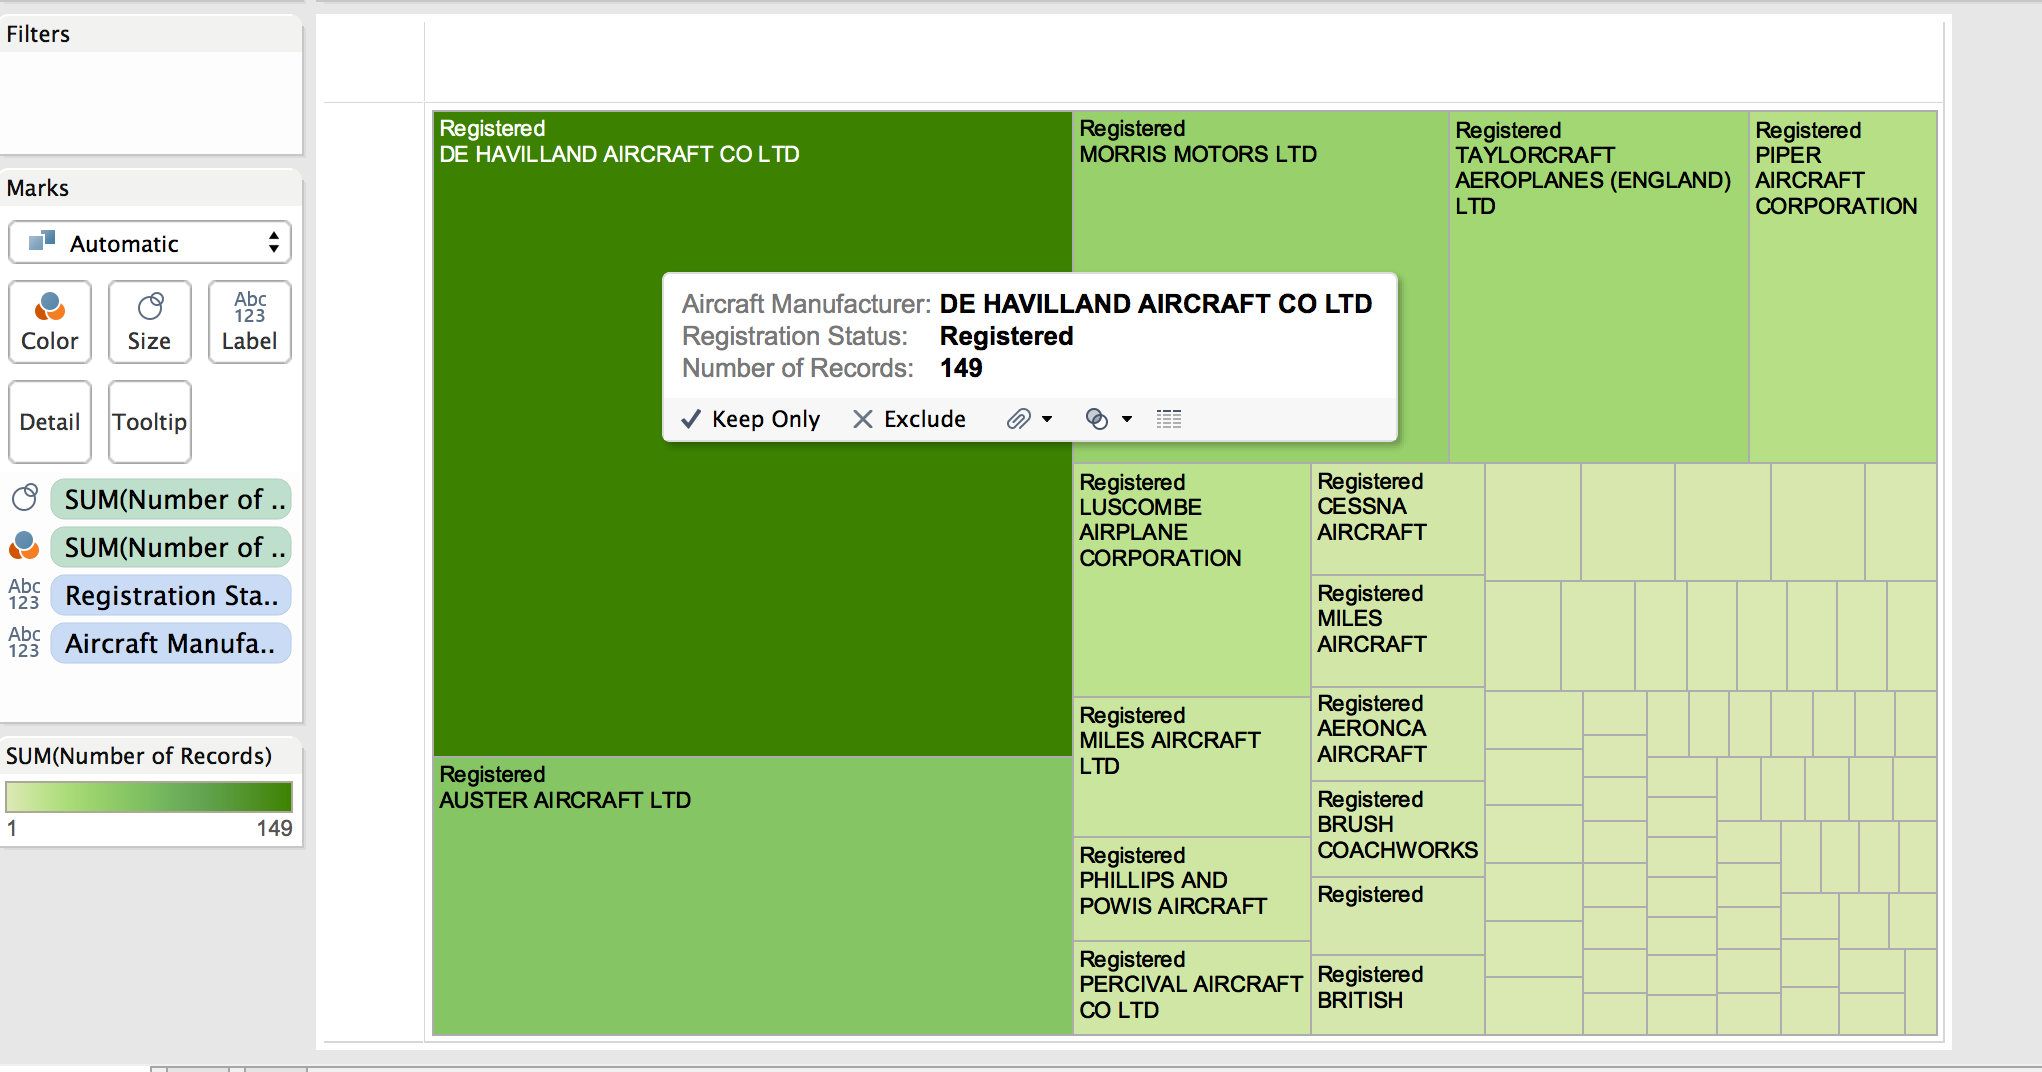 Filters
Marks
Automatic
Color
Size
Abc
123
Label
Detail
Tooltip
SUM(Number of ..
SUM(Number of ..
Abc
123
Registration Sta..
Abc
123
Aircraft Manufa..
SUM(Number of Records)
1
149
Registered
DE HAVILLAND AIRCRAFT CO LTD
Registered
MORRIS MOTORS LTD
Registered
TAYLORCRAFT
AEROPLANES (ENGLAND)
LTD
Registered
PIPER
AIRCRAFT
CORPORATION
Aircraft Manufacturer: DE HAVILLAND AIRCRAFT CO LTD
Registration Status: Registered
Number of Records: 149
Keep Only
Exclude
Registered
AUSTER AIRCRAFT LTD
Registered
LUSCOMBE
AIRPLANE
CORPORATION
Registered
MILES AIRCRAFT
LTD
Registered
PHILLIPS AND
POWIS AIRCRAFT
Registered
PERCIVAL AIRCRAFT
CO LTD
Registered
CESSNA
AIRCRAFT
Registered
MILES
AIRCRAFT
Registered
AERONCA
AIRCRAFT
Registered
BRUSH
COACHWORKS
Registered
Registered
BRITISH